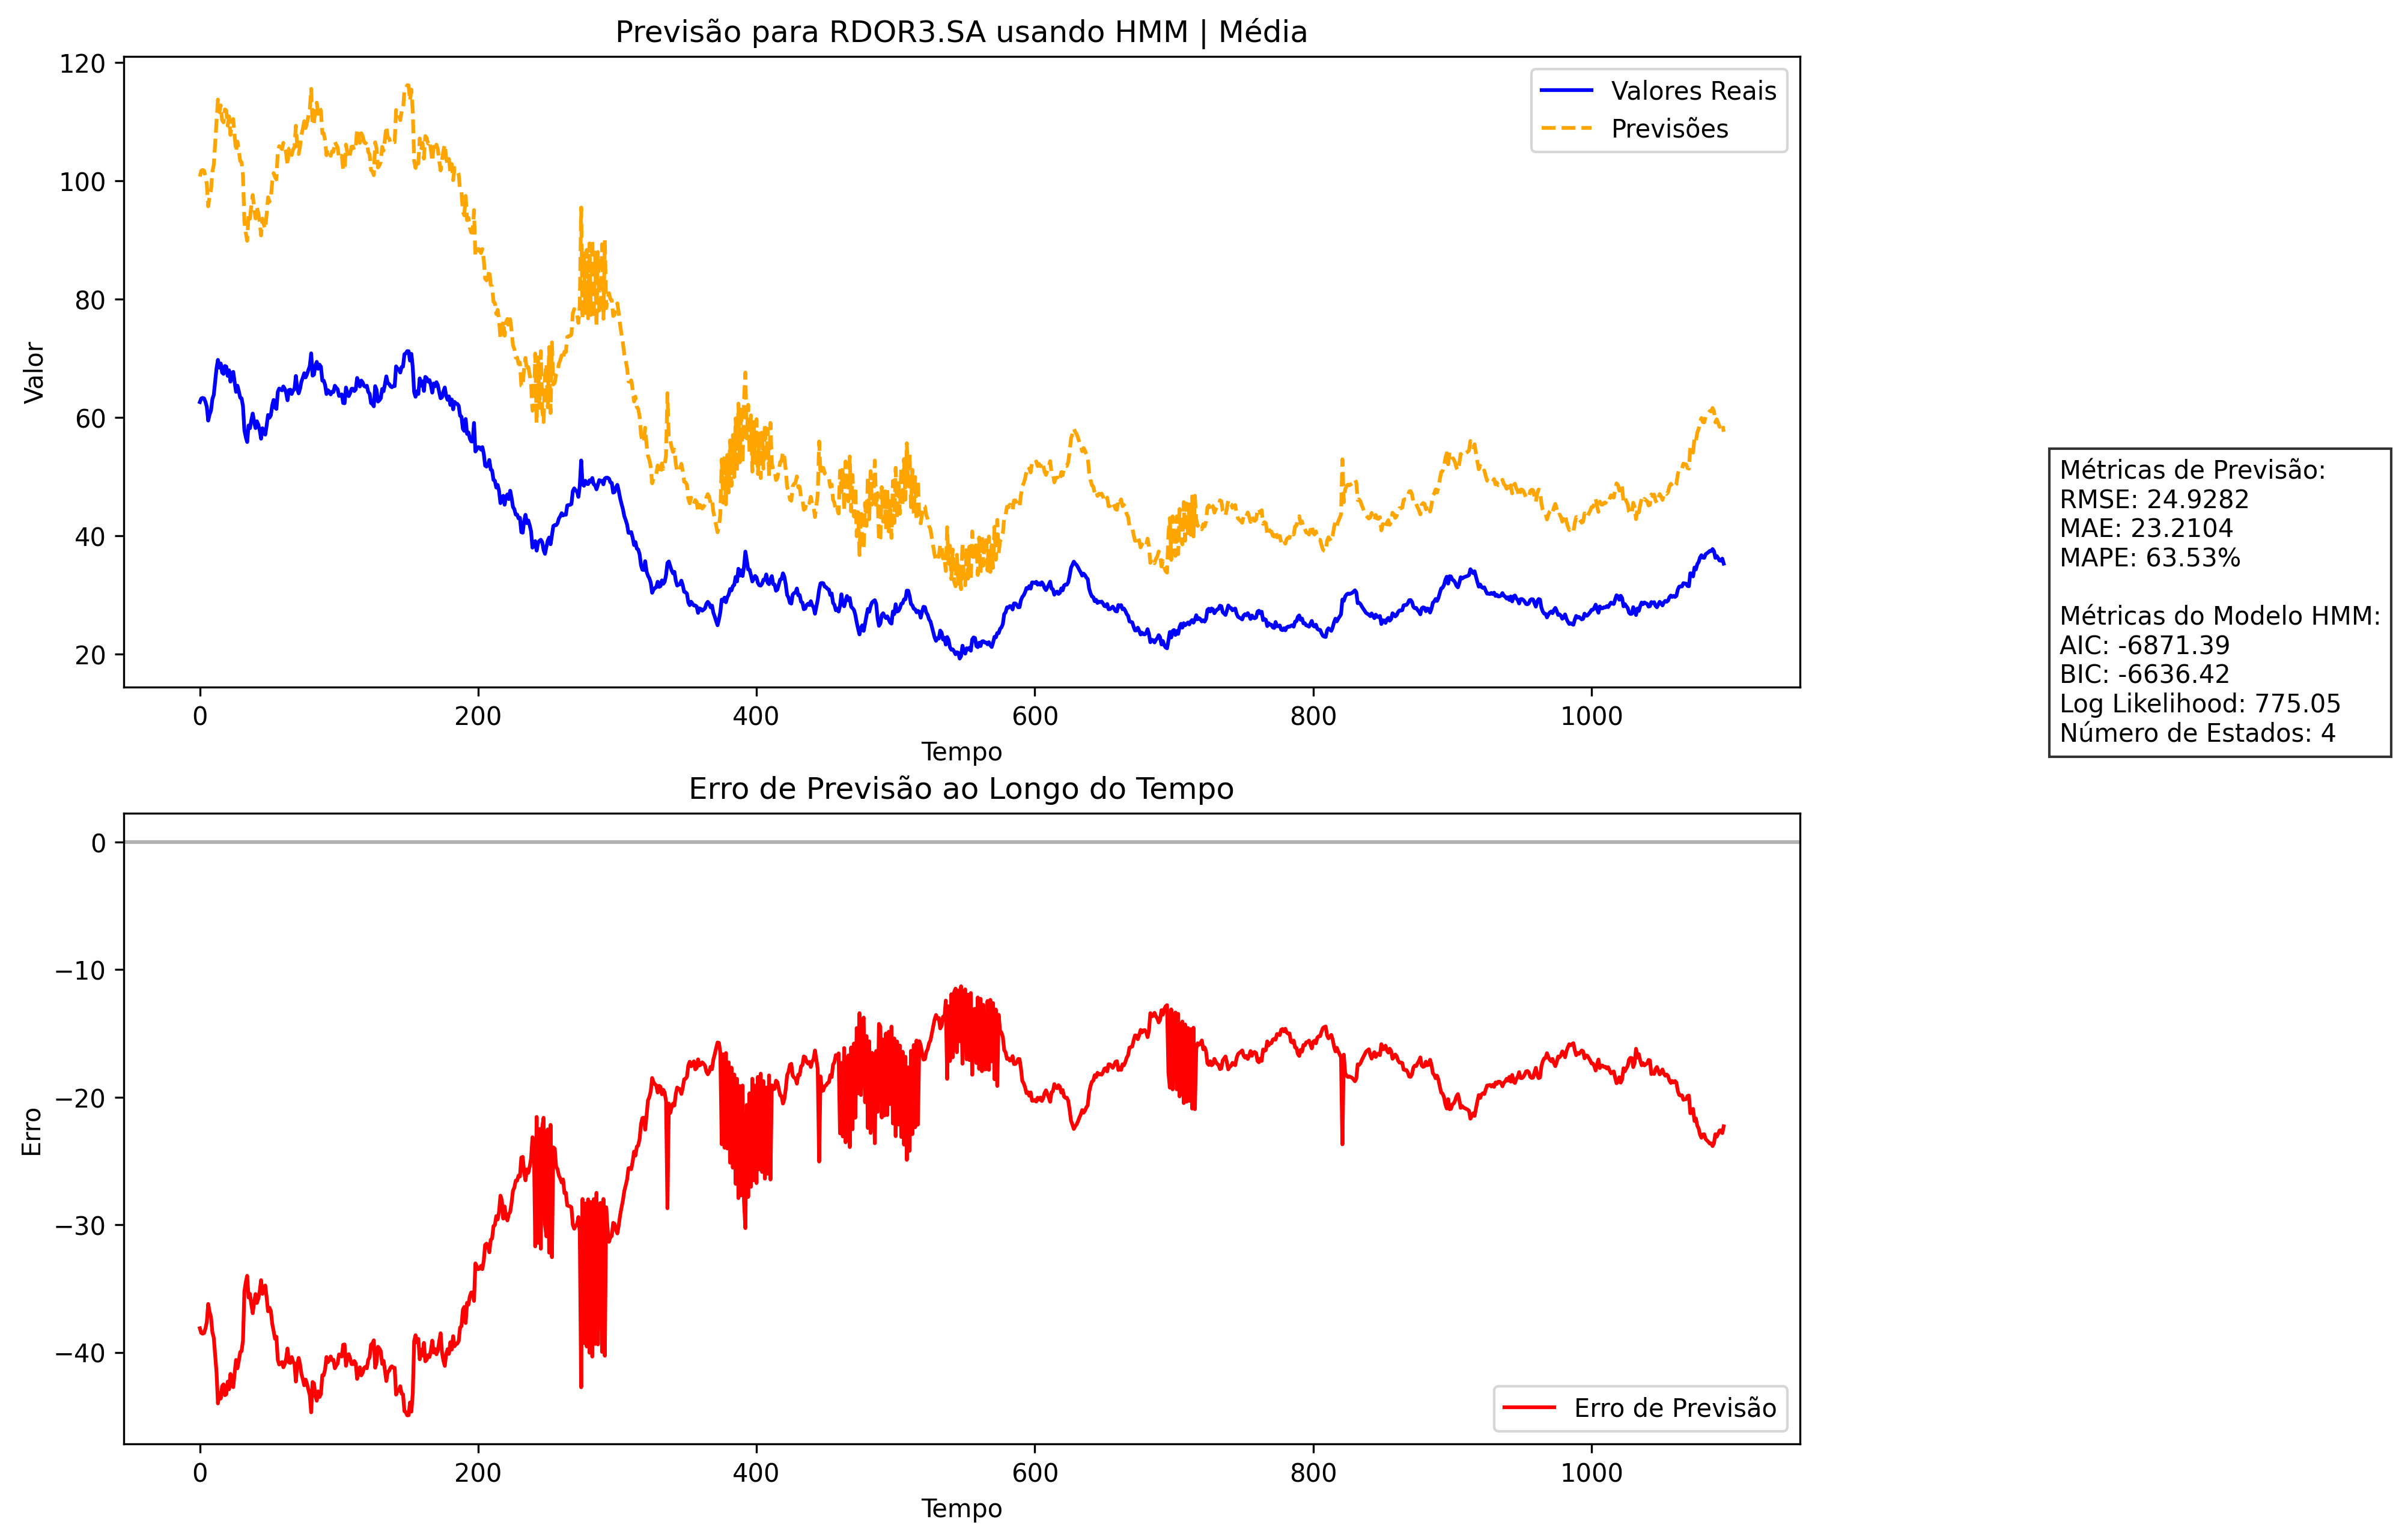 Previsão para RDOR3.SA usando HMM | Média
120
100
80
60
40
20
Valor
Valores Reais
Previsões
0
200
400
600
800
1000
Tempo
Métricas de Previsão:
RMSE: 24.9282
MAE: 23.2104
MAPE: 63.53%
Métricas do Modelo HMM:
AIC: -6871.39
BIC: -6636.42
Log Likelihood: 775.05
Número de Estados: 4
Erro de Previsão ao Longo do Tempo
0
−10
−20
−30
−40
Erro
Erro de Previsão
0
200
400
600
800
1000
Tempo